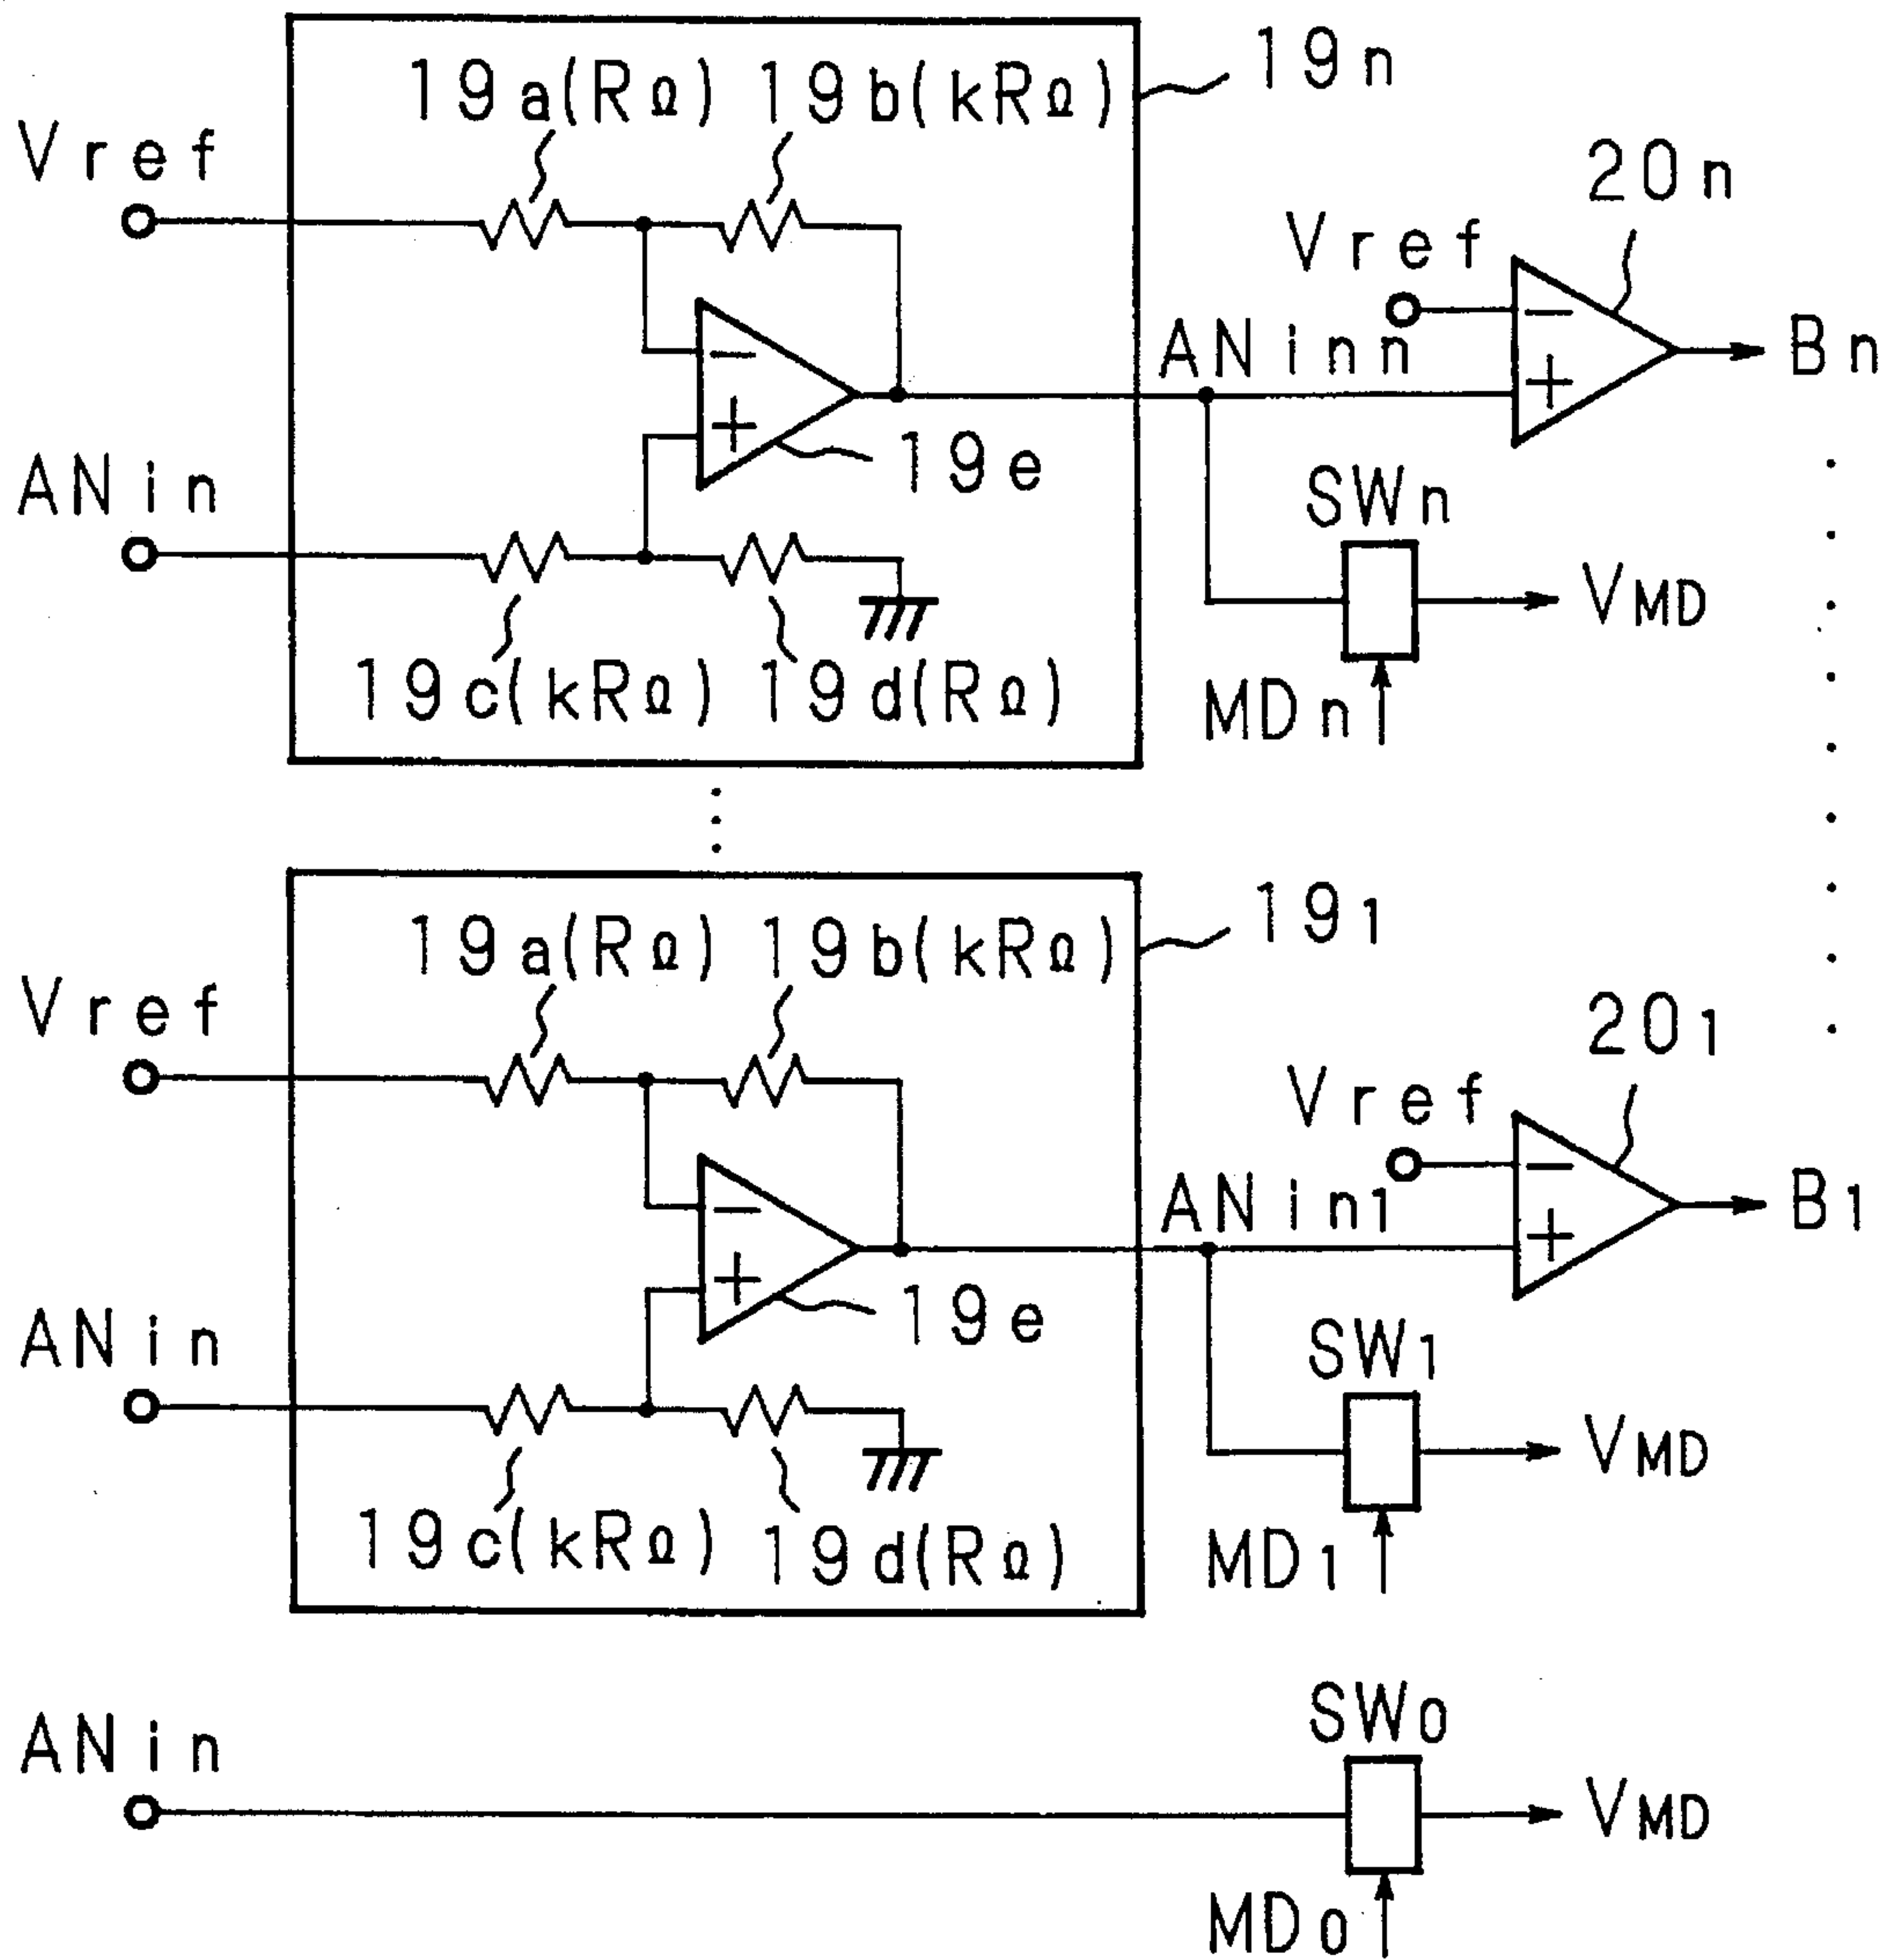 19a(RΩ) 19b(kRΩ) 19n
Vref
20n
Vref
−
ANinn
Bn
−
+
+
19e
ANin
SWn
VMD
19c(kRΩ) 19d(RΩ)
MDn
19a(RΩ) 19b(kRΩ) 191
Vref
201
Vref
−
ANin1
B1
−
+
+
19e
ANin
SW1
VMD
19c(kRΩ) 19d(RΩ)
MD1
ANin
SW0
VMD
MD0